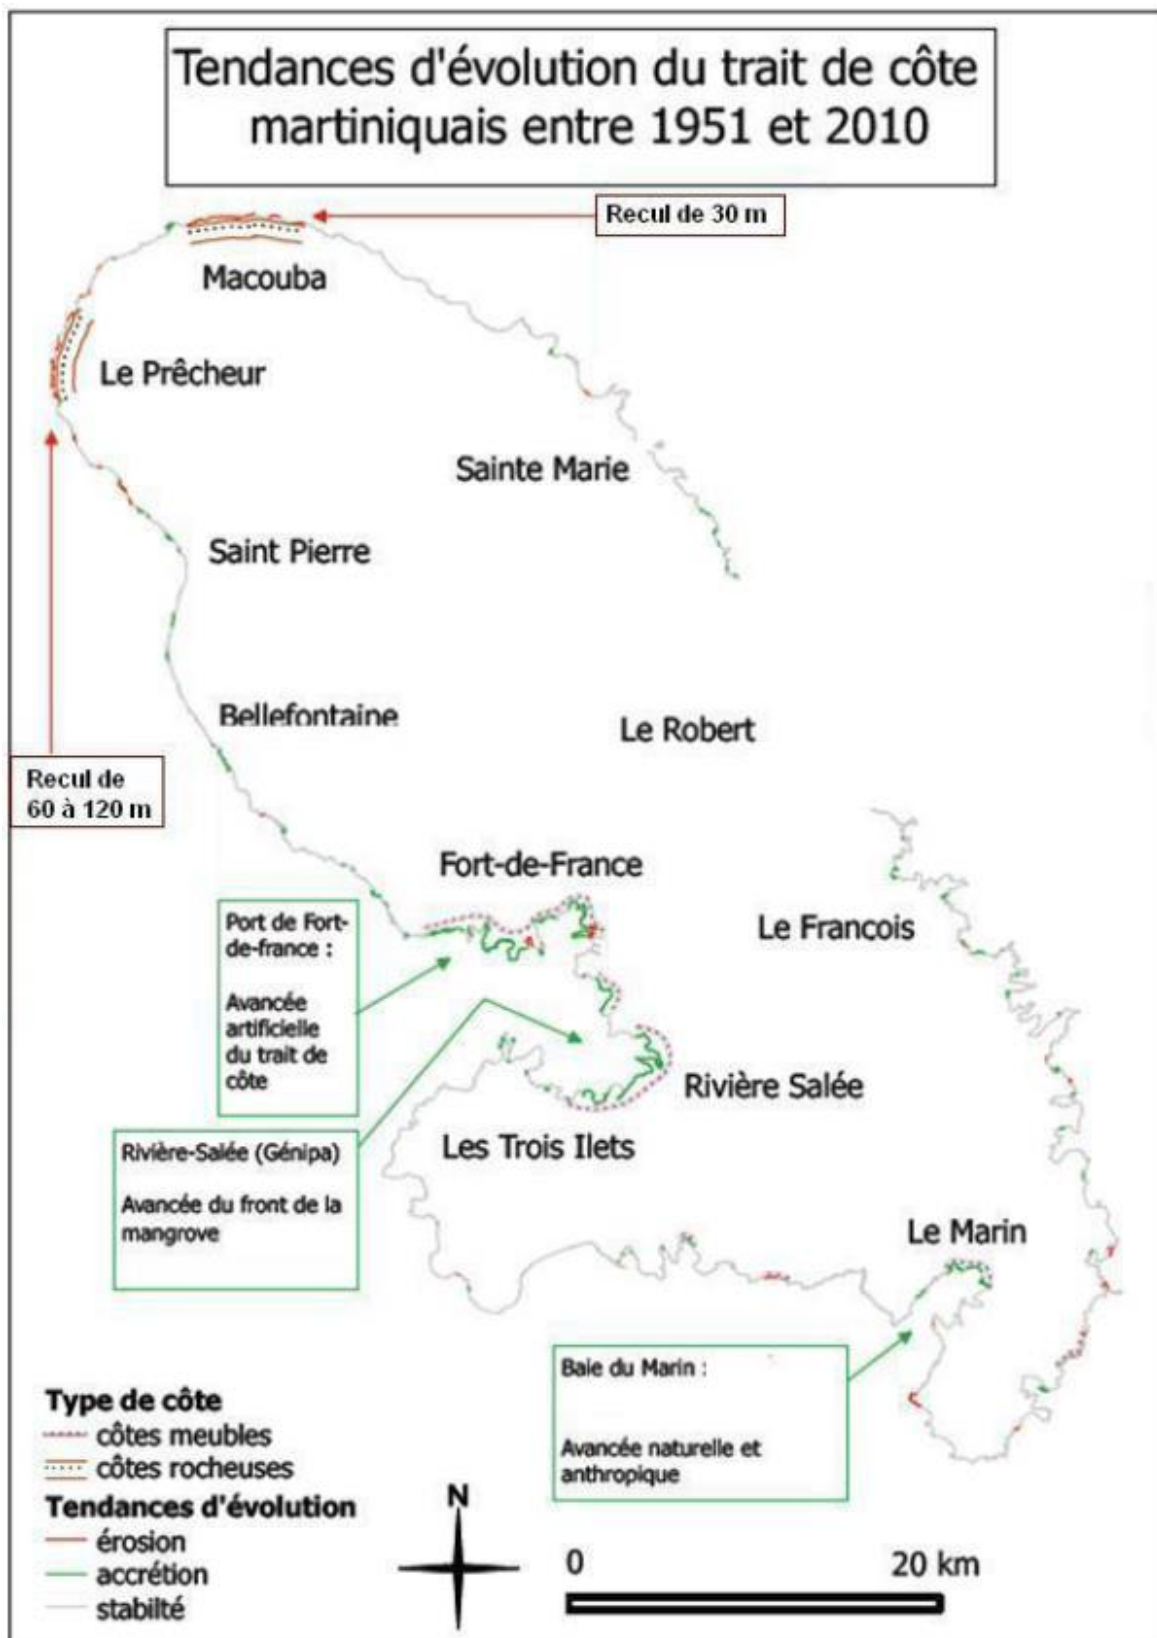 Tendances d'évolution du trait de côte
martiniquais entre 1951 et 2010
Recul de 30 m
Macouba
Le Prêcheur
Sainte Marie
Saint Pierre
Bellefontaine
Le Robert
Recul de
60 à 120 m
Fort-de-France
Port de Fort-
de-france :
Avancée
artificielle
du trait de
côte
Le François
Rivière Salée
Les Trois Ilets
Rivière-Salée (Génipa)
Avancée du front de la
mangrove
Le Marin
Baie du Marin :
Avancée naturelle et
anthropique
Type de côte
côtes meubles
côtes rocheuses
Tendances d'évolution
érosion
accrétion
stabilté
N
0 20 km